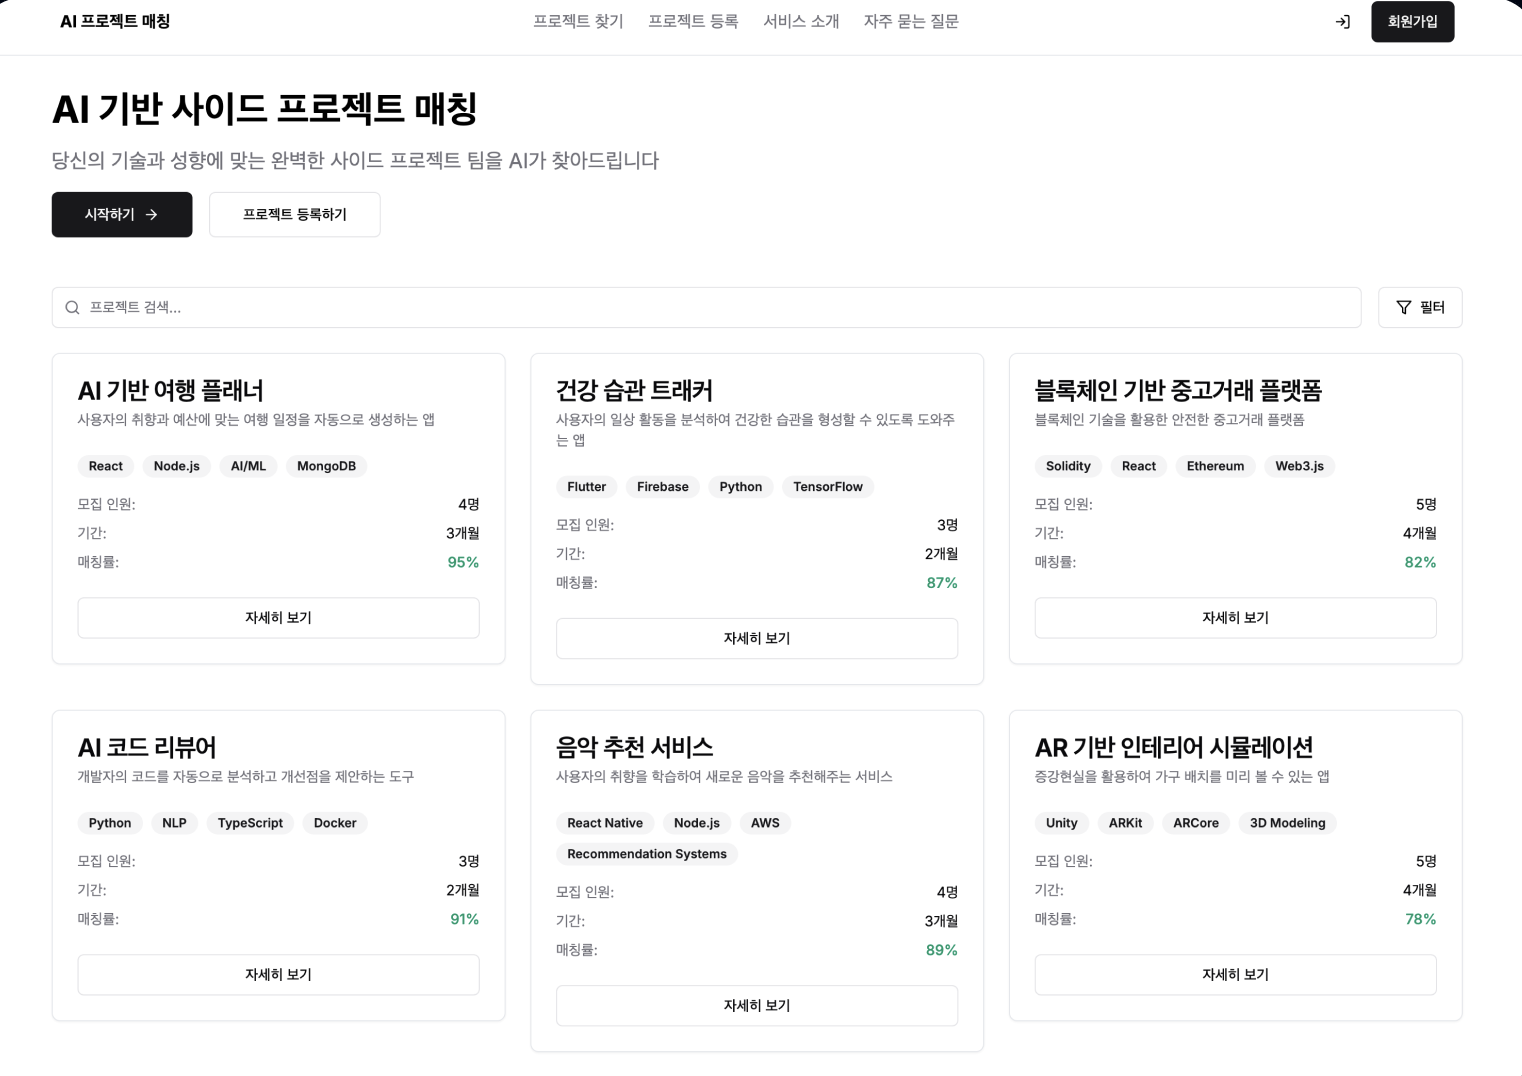 AI 프로젝트 매칭
프로젝트 찾기 프로젝트 등록 서비스 소개 자주 묻는 질문
회원가입
AI 기반 사이드 프로젝트 매칭
당신의 기술과 성향에 맞는 완벽한 사이드 프로젝트 팀을 AI가 찾아드립니다
시작하기 →
프로젝트 등록하기
프로젝트 검색...
필터
AI 기반 여행 플래너
사용자의 취향과 예산에 맞는 여행 일정을 자동으로 생성하는 앱
React Node.js AI/ML MongoDB
모집 인원: 4명
기간: 3개월
매칭률: 95%
자세히 보기
건강 습관 트래커
사용자의 일상 활동을 분석하여 건강한 습관을 형성할 수 있도록 도와주
는 앱
Flutter Firebase Python TensorFlow
모집 인원: 3명
기간: 2개월
매칭률: 87%
자세히 보기
블록체인 기반 중고거래 플랫폼
블록체인 기술을 활용한 안전한 중고거래 플랫폼
Solidity React Ethereum Web3.js
모집 인원: 5명
기간: 4개월
매칭률: 82%
자세히 보기
AI 코드 리뷰어
개발자의 코드를 자동으로 분석하고 개선점을 제안하는 도구
Python NLP TypeScript Docker
모집 인원: 3명
기간: 2개월
매칭률: 91%
자세히 보기
음악 추천 서비스
사용자의 취향을 학습하여 새로운 음악을 추천해주는 서비스
React Native Node.js AWS
Recommendation Systems
모집 인원: 4명
기간: 3개월
매칭률: 89%
자세히 보기
AR 기반 인테리어 시뮬레이션
증강현실을 활용하여 가구 배치를 미리 볼 수 있는 앱
Unity ARKit ARCore 3D Modeling
모집 인원: 5명
기간: 4개월
매칭률: 78%
자세히 보기